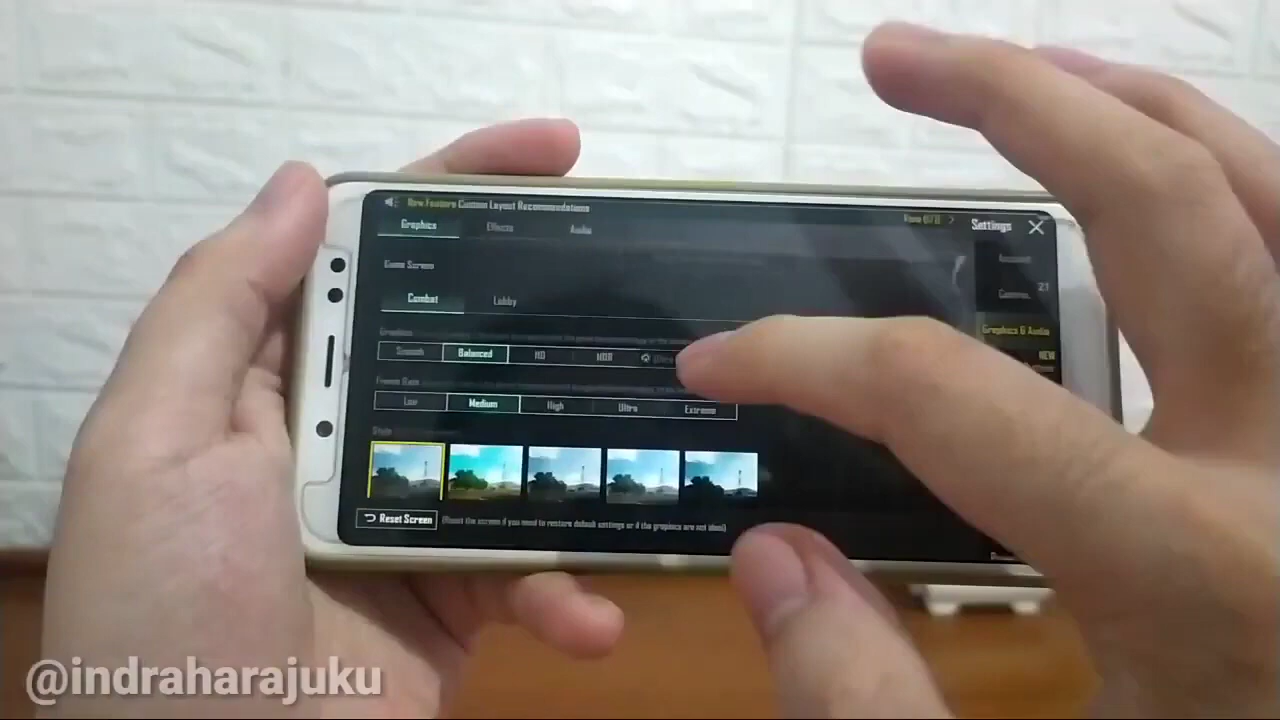 New Feature Custom Layout Recommendations
Settings
Graphics Effects Audio
Game Screen
Combat Lobby
Graphics
Smooth Balanced HD HDR Ultra
Frame Rate
Low Medium High Ultra Extreme
Style
Reset Screen (Reset the screen if you need to restore default settings or if the graphics are not ideal)
Account
21
Graphics & Audio
NEW
@indraharajuku